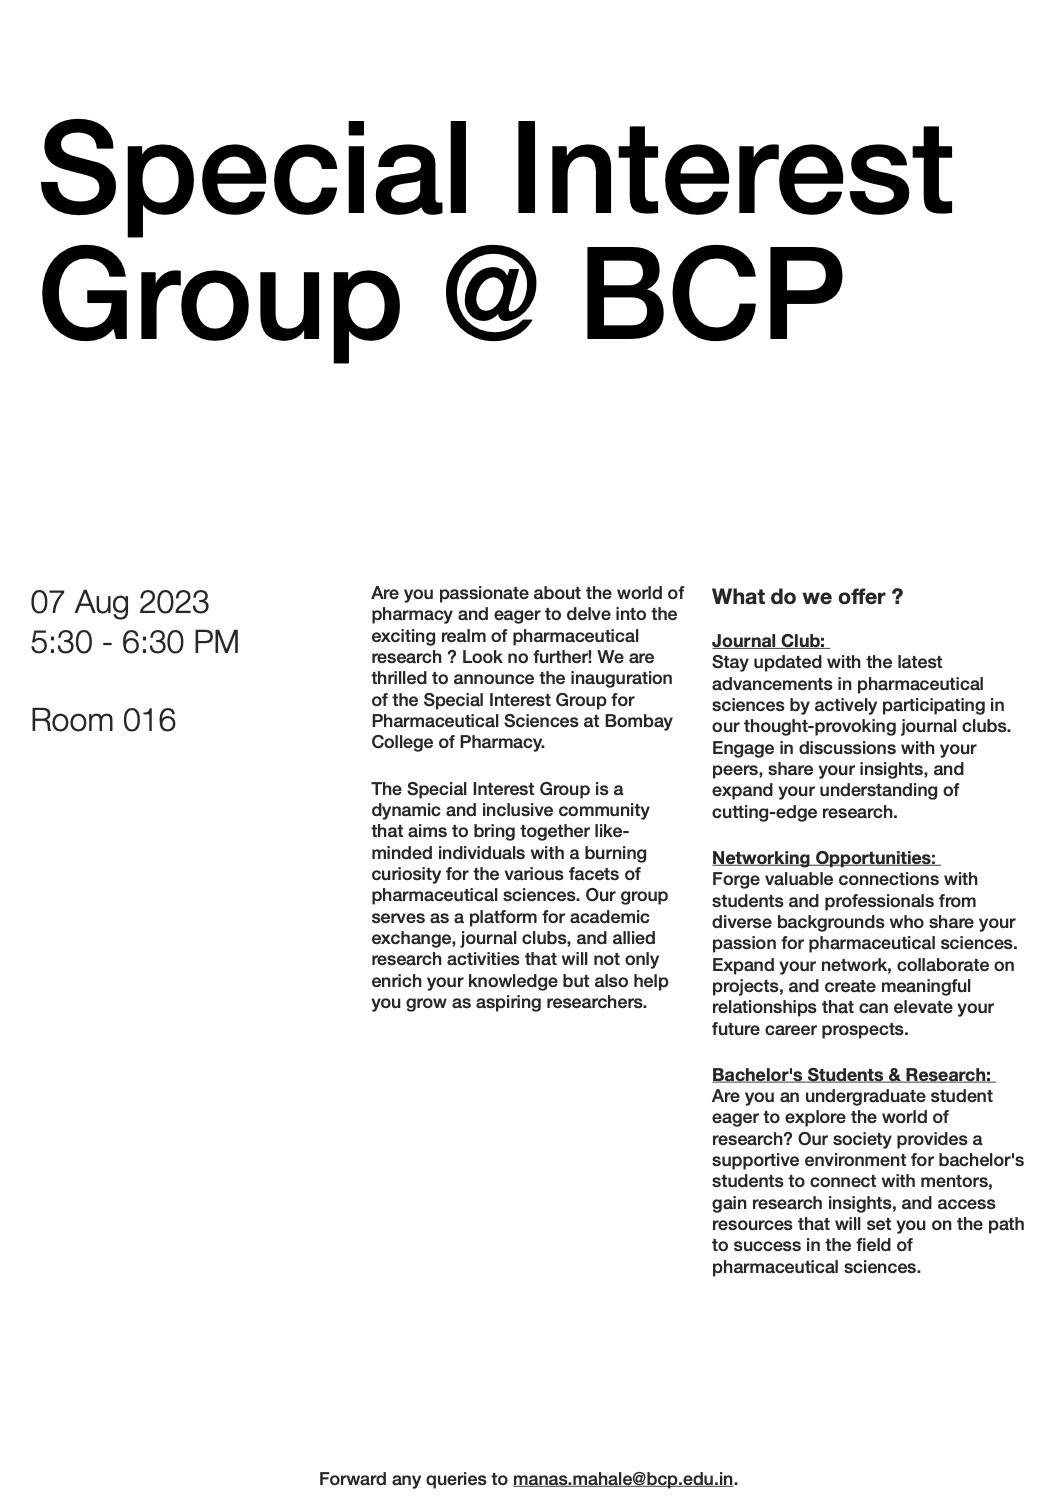 Special Interest
Group @ BCP
07 Aug 2023
5:30 - 6:30 PM
Room 016
Are you passionate about the world of
pharmacy and eager to delve into the
exciting realm of pharmaceutical
research ? Look no further! We are
thrilled to announce the inauguration
of the Special Interest Group for
Pharmaceutical Sciences at Bombay
College of Pharmacy.
The Special Interest Group is a
dynamic and inclusive community
that aims to bring together like-
minded individuals with a burning
curiosity for the various facets of
pharmaceutical sciences. Our group
serves as a platform for academic
exchange, journal clubs, and allied
research activities that will not only
enrich your knowledge but also help
you grow as aspiring researchers.
What do we offer ?
Journal Club:
Stay updated with the latest
advancements in pharmaceutical
sciences by actively participating in
our thought-provoking journal clubs.
Engage in discussions with your
peers, share your insights, and
expand your understanding of
cutting-edge research.
Networking Opportunities:
Forge valuable connections with
students and professionals from
diverse backgrounds who share your
passion for pharmaceutical sciences.
Expand your network, collaborate on
projects, and create meaningful
relationships that can elevate your
future career prospects.
Bachelor's Students & Research:
Are you an undergraduate student
eager to explore the world of
research? Our society provides a
supportive environment for bachelor's
students to connect with mentors,
gain research insights, and access
resources that will set you on the path
to success in the field of
pharmaceutical sciences.
Forward any queries to manas.mahale@bcp.edu.in.